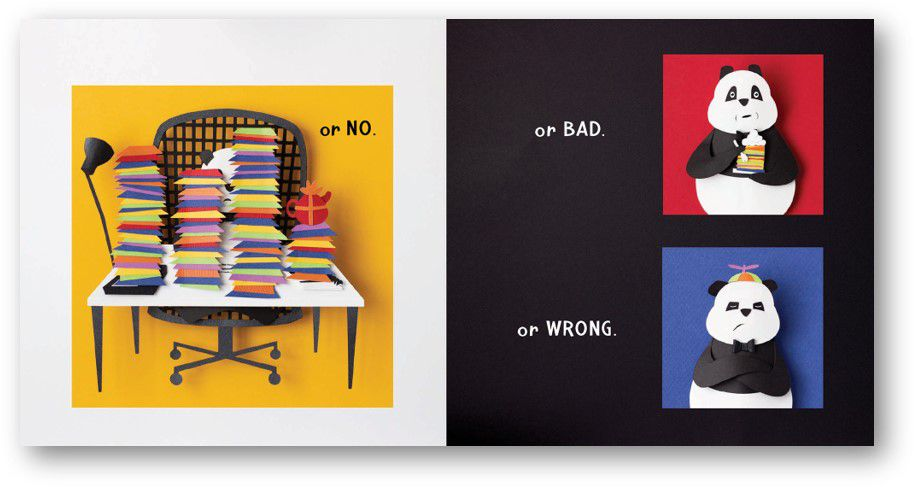 or NO.
or BAD.
or WRONG.